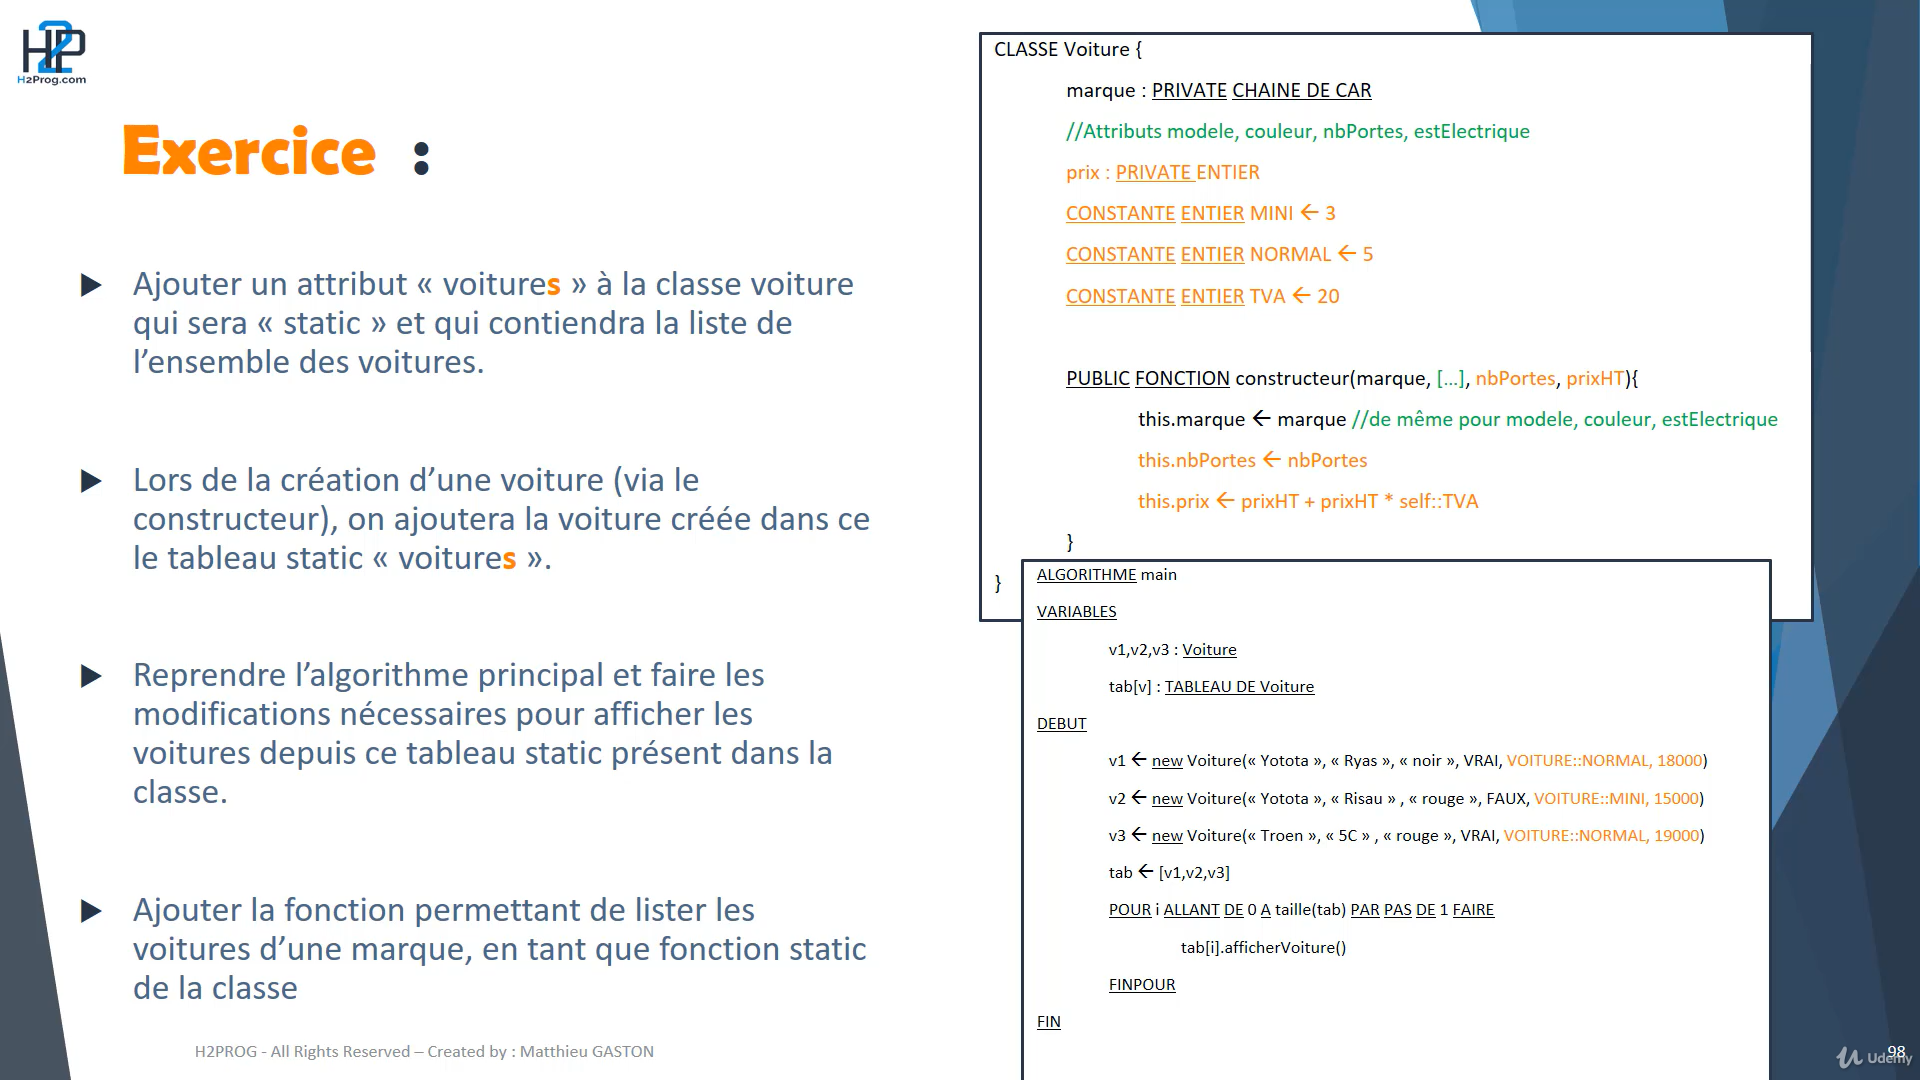 H2P
H2Prog.com
Exercice :
Ajouter un attribut « voitures » à la classe voiture
qui sera « static » et qui contiendra la liste de
l’ensemble des voitures.
Lors de la création d’une voiture (via le
constructeur), on ajoutera la voiture créée dans ce
le tableau static « voitures ».
Reprendre l’algorithme principal et faire les
modifications nécessaires pour afficher les
voitures depuis ce tableau static présent dans la
classe.
Ajouter la fonction permettant de lister les
voitures d’une marque, en tant que fonction static
de la classe
CLASSE Voiture {
marque : PRIVATE CHAINE DE CAR
//Attributs modele, couleur, nbPortes, estElectrique
prix : PRIVATE ENTIER
CONSTANTE ENTIER MINI ← 3
CONSTANTE ENTIER NORMAL ← 5
CONSTANTE ENTIER TVA ← 20
PUBLIC FONCTION constructeur(marque, [...], nbPortes, prixHT){
this.marque ← marque //de même pour modele, couleur, estElectrique
this.nbPortes ← nbPortes
this.prix ← prixHT + prixHT * self::TVA
}
}
ALGORITHME main
VARIABLES
v1,v2,v3 : Voiture
tab[v] : TABLEAU DE Voiture
DEBUT
v1 ← new Voiture(« Yotota », « Ryas », « noir », VRAI, VOITURE::NORMAL, 18000)
v2 ← new Voiture(« Yotota », « Risau » , « rouge », FAUX, VOITURE::MINI, 15000)
v3 ← new Voiture(« Troen », « 5C » , « rouge », VRAI, VOITURE::NORMAL, 19000)
tab ← [v1,v2,v3]
POUR i ALLANT DE 0 A taille(tab) PAR PAS DE 1 FAIRE
tab[i].afficherVoiture()
FINPOUR
FIN
H2PROG - All Rights Reserved – Created by : Matthieu GASTON
98
Udemy